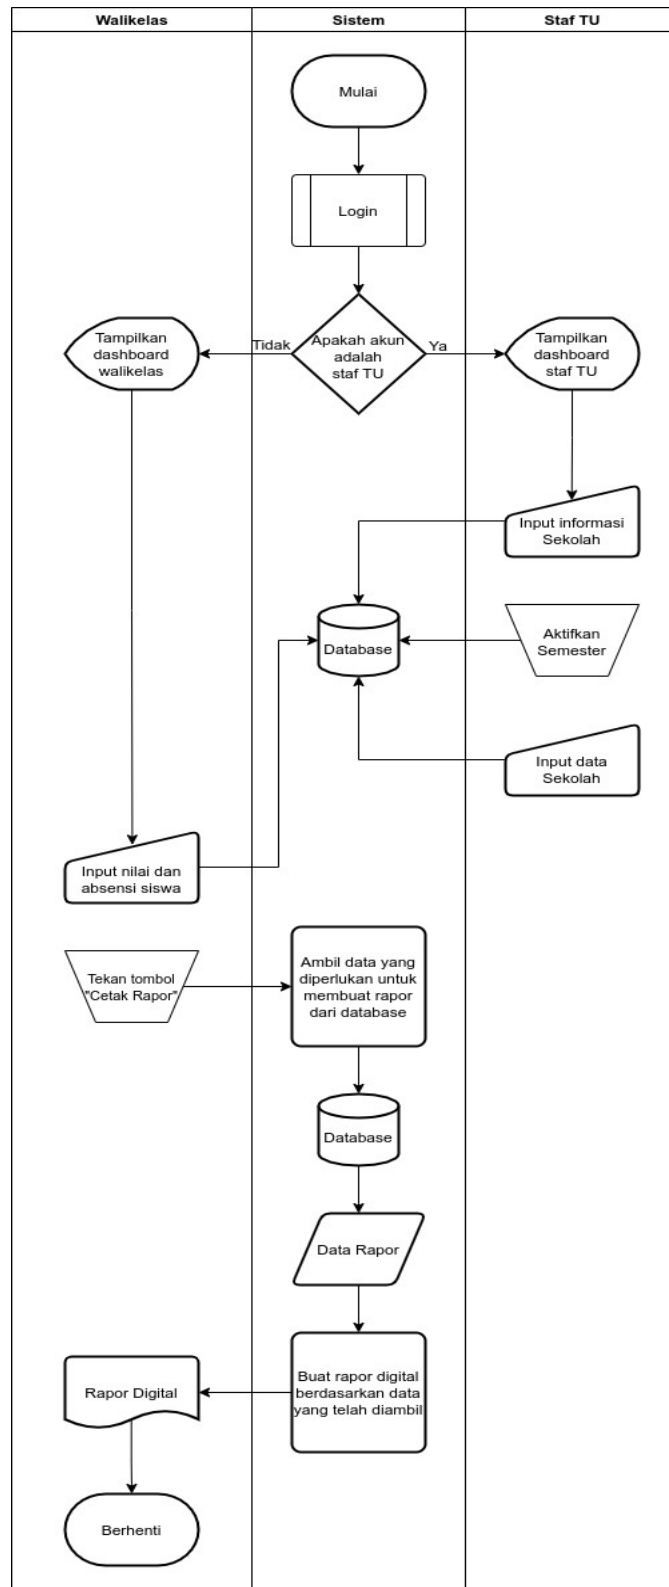 Walikelas
Sistem
Staf TU
Mulai
Login
Tampilkan
dashboard
walikelas
Tidak
Apakah akun
adalah
staf TU
Ya
Tampilkan
dashboard
staf TU
Input informasi
Sekolah
Database
Aktifkan
Semester
Input data
Sekolah
Input nilai dan
absensi siswa
Tekan tombol
"Cetak Rapor"
Ambil data yang
diperlukan untuk
membuat rapor
dari database
Database
Data Rapor
Buat rapor digital
berdasarkan data
yang telah diambil
Rapor Digital
Berhenti